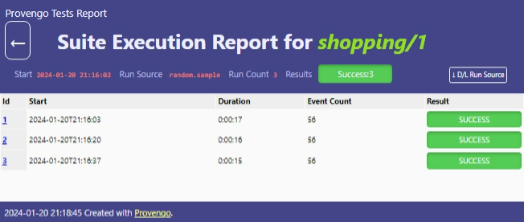 Provengo Tests Report
← Suite Execution Report for shopping/1
Start 2024-01-20 21:16:02 Run Source random.sample Run Count 3 Results Success:3 ↓ D/L Run Source
Id Start Duration Event Count Result
1 2024-01-20T21:16:03 0:00:17 56 SUCCESS
2 2024-01-20T21:16:20 0:00:16 56 SUCCESS
3 2024-01-20T21:16:37 0:00:15 56 SUCCESS
2024-01-20 21:18:45 Created with Provengo.